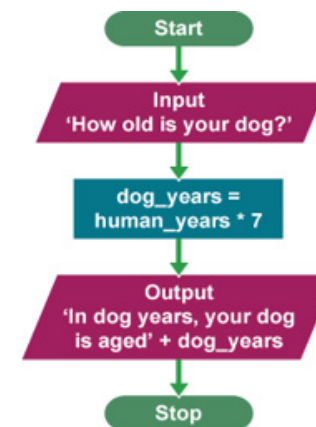 Start
Input
‘How old is your dog?’
dog_years =
human_years * 7
Output
‘In dog years, your dog
is aged’ + dog_years
Stop